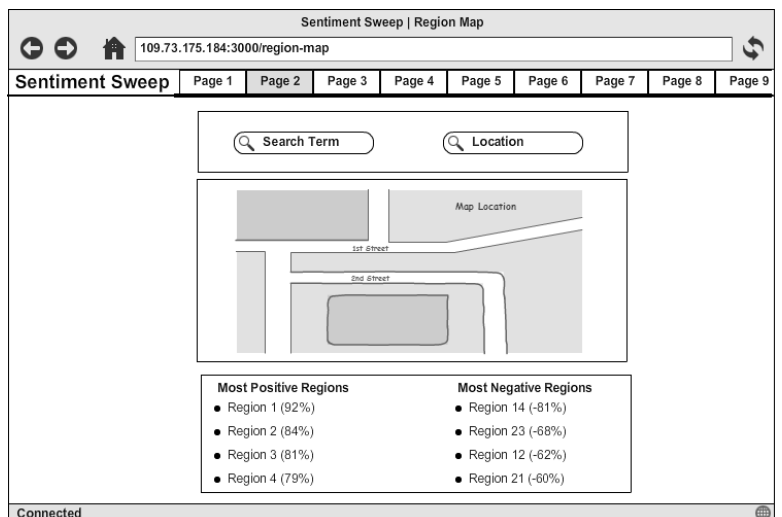 Sentiment Sweep | Region Map
109.73.175.184:3000/region-map
Sentiment Sweep Page 1 Page 2 Page 3 Page 4 Page 5 Page 6 Page 7 Page 8 Page 9
Search Term Location
Map Location
1st Street
2nd Street
Most Positive Regions Most Negative Regions
Region 1 (92%) Region 14 (-81%)
Region 2 (84%) Region 23 (-68%)
Region 3 (81%) Region 12 (-62%)
Region 4 (79%) Region 21 (-60%)
Connected